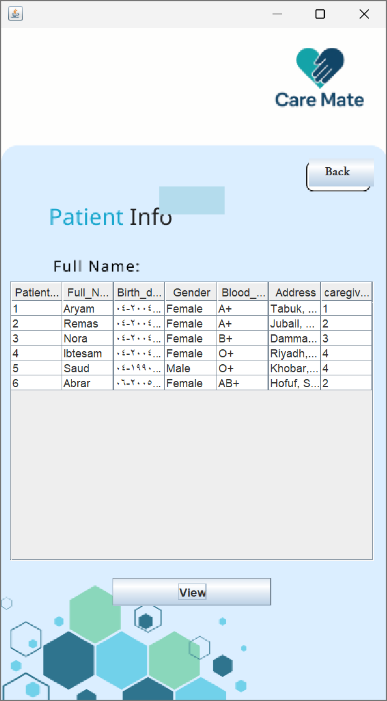 Care Mate
Back
Patient Info
Full Name:
Patient... Full_N... Birth_d... Gender Blood_... Address caregiv...
1 Aryam ٠٤-٢٠٠٤... Female A+ Tabuk, ... 1
2 Remas ٠٤-٢٠٠٤... Female A+ Jubail, ... 2
3 Nora ٠٤-٢٠٠٤... Female B+ Damma... 3
4 Ibtesam ٠٤-٢٠٠٤... Female O+ Riyadh,... 4
5 Saud ٠٤-١٩٩٠... Male O+ Khobar,... 4
6 Abrar ٠٦-٢٠٠٥... Female AB+ Hofuf, S... 2
View